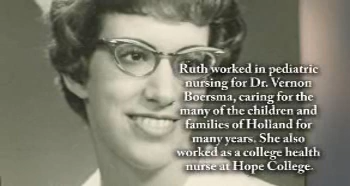 Ruth worked in pediatric
nursing for Dr. Vernon
Boersma, caring for the
many of the children and
families of Holland for
many years. She also
worked as a college health
nurse at Hope College.